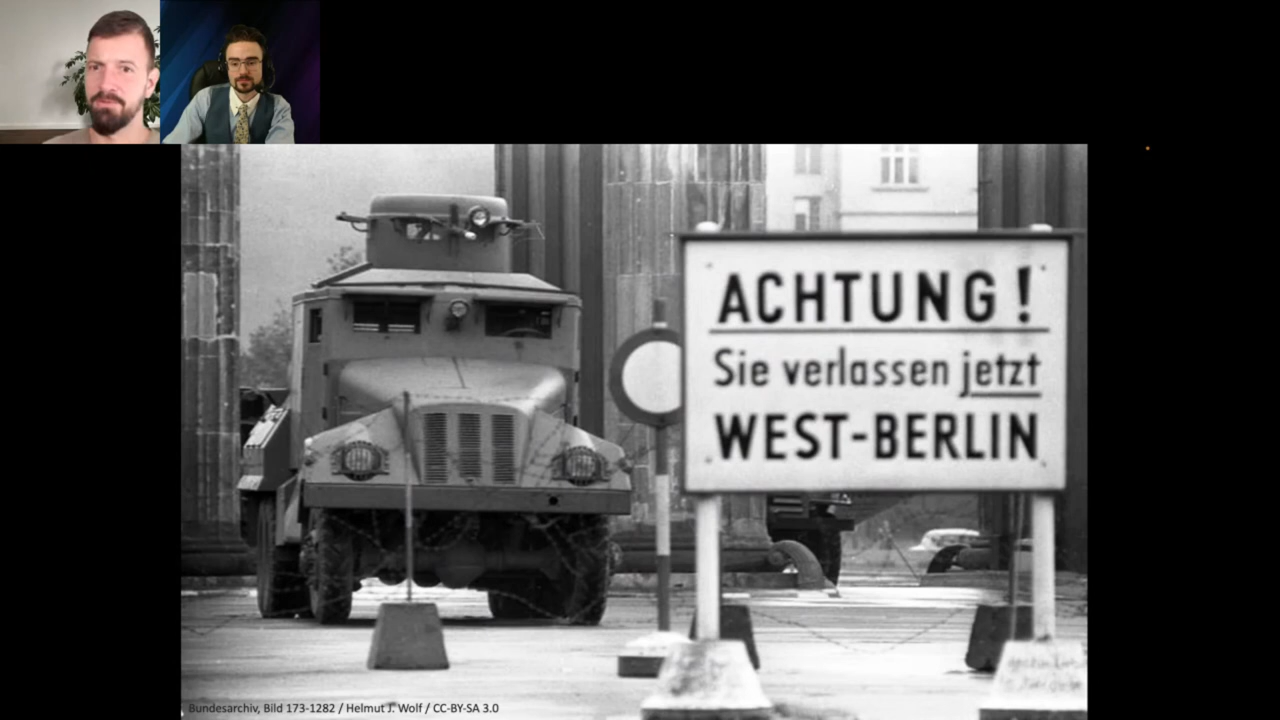 ACHTUNG!
Sie verlassen jetzt
WEST-BERLIN
Bundesarchiv, Bild 173-1282 / Helmut J. Wolf / CC-BY-SA 3.0